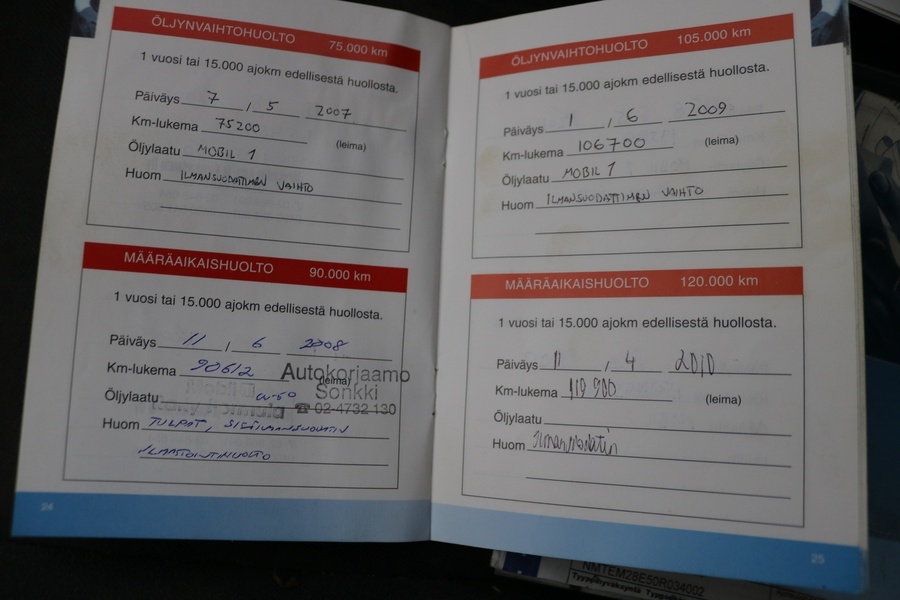 ÖLJYNVAIHTOHUOLTO 75.000 km
1 vuosi tai 15.000 ajokm edellisestä huollosta.
Päiväys 7 / 5 2007
Km-lukema 75200
(leima)
Öljylaatu MOBIL 1
Huom ILMANSUODATTIMEN VAIHTO
MÄÄRÄAIKAISHUOLTO 90.000 km
1 vuosi tai 15.000 ajokm edellisestä huollosta.
Päiväys 11 / 6 2008
Km-lukema 90612
(leima)
Autokorjaamo
Sonkki
☎ 02-4732 130
Öljylaatu
Huom TULPAT, SISÄILMANSUODATIN
ILMASTOINTIHUOLTO
24
ÖLJYNVAIHTOHUOLTO 105.000 km
1 vuosi tai 15.000 ajokm edellisestä huollosta.
Päiväys 1 / 6 2009
Km-lukema 106700
(leima)
Öljylaatu MOBIL 1
Huom ILMANSUODATTIMEN VAIHTO
MÄÄRÄAIKAISHUOLTO 120.000 km
1 vuosi tai 15.000 ajokm edellisestä huollosta.
Päiväys 11 / 4 2010
Km-lukema 119 900
(leima)
Öljylaatu
Huom Ilmansuodatin
25
NMTEM28E50R034002